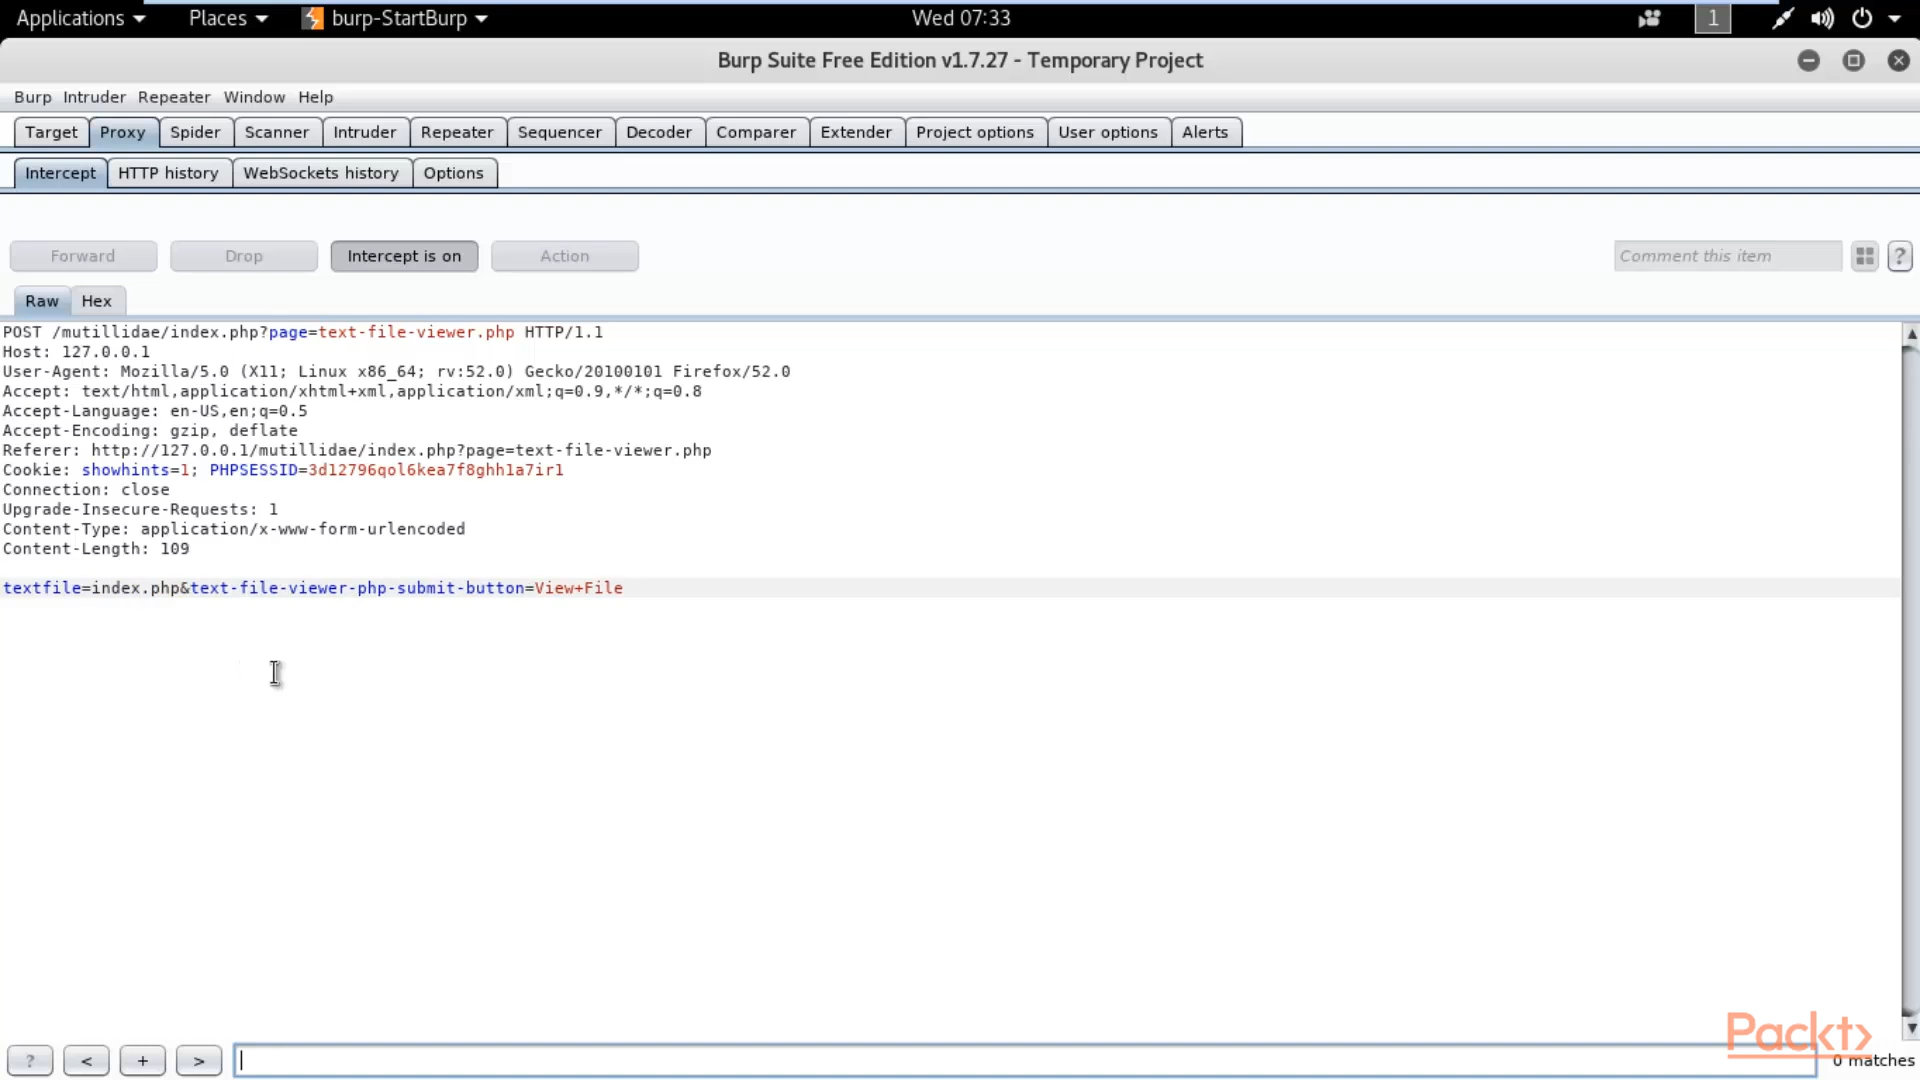 Applications Places burp-StartBurp Wed 07:33 1
Burp Suite Free Edition v1.7.27 - Temporary Project
Burp Intruder Repeater Window Help
Target Proxy Spider Scanner Intruder Repeater Sequencer Decoder Comparer Extender Project options User options Alerts
Intercept HTTP history WebSockets history Options
Forward Drop Intercept is on Action Comment this item ?
Raw Hex
POST /mutillidae/index.php?page=text-file-viewer.php HTTP/1.1
Host: 127.0.0.1
User-Agent: Mozilla/5.0 (X11; Linux x86_64; rv:52.0) Gecko/20100101 Firefox/52.0
Accept: text/html,application/xhtml+xml,application/xml;q=0.9,*/*;q=0.8
Accept-Language: en-US,en;q=0.5
Accept-Encoding: gzip, deflate
Referer: http://127.0.0.1/mutillidae/index.php?page=text-file-viewer.php
Cookie: showhints=1; PHPSESSID=3d12796qol6kea7f8ghh1a7ir1
Connection: close
Upgrade-Insecure-Requests: 1
Content-Type: application/x-www-form-urlencoded
Content-Length: 109
textfile=index.php&text-file-viewer-php-submit-button=View+File
Packt>
? < + > 0 matches